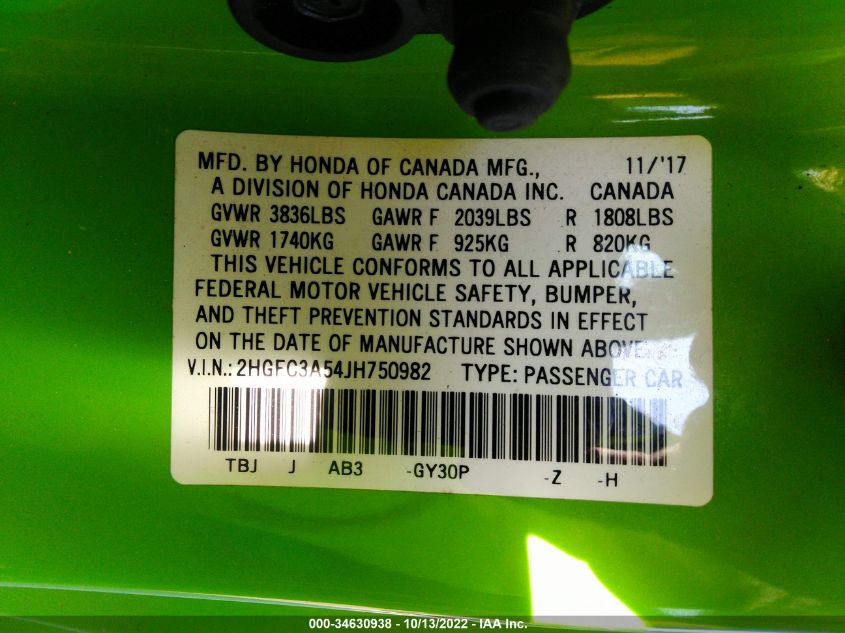 MFD. BY HONDA OF CANADA MFG., 11/'17
A DIVISION OF HONDA CANADA INC. CANADA
GVWR 3836LBS GAWR F 2039LBS R 1808LBS
GVWR 1740KG GAWR F 925KG R 820KG
THIS VEHICLE CONFORMS TO ALL APPLICABLE
FEDERAL MOTOR VEHICLE SAFETY, BUMPER,
AND THEFT PREVENTION STANDARDS IN EFFECT
ON THE DATE OF MANUFACTURE SHOWN ABOVE.
V.I.N.: 2HGFC3A54JH750982 TYPE: PASSENGER CAR
TBJ J AB3 -GY30P -Z -H
000-34630938 - 10/13/2022 - IAA Inc.